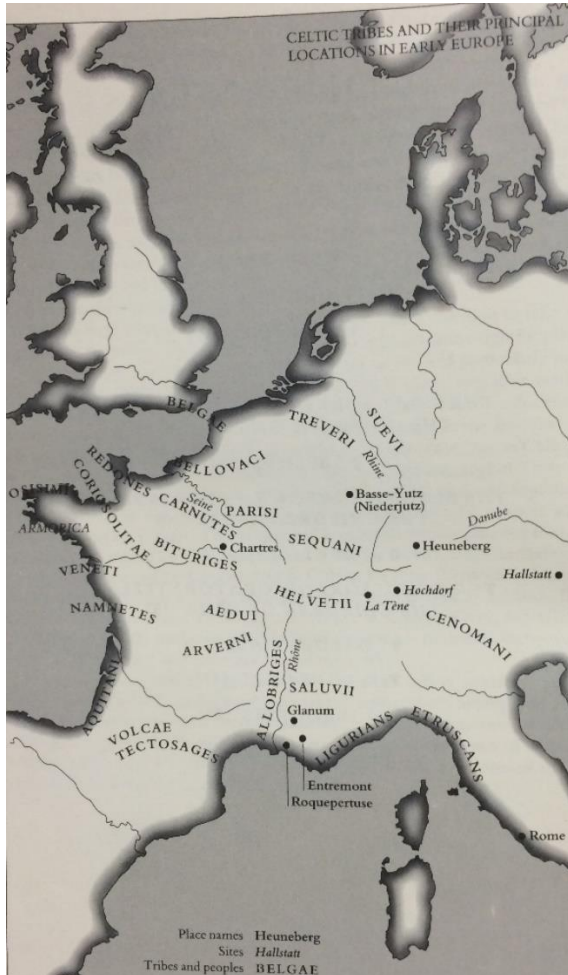 CELTIC TRIBES AND THEIR PRINCIPAL
LOCATIONS IN EARLY EUROPE
BELGAE
TREVERI
SUEVI
Rhine
BELLOVACI
REDONES
CARNUTES
Seine
PARISI
OSISIMI
CORIOSOLITAE
ARMORICA
Basse-Yutz
(Niederjutz)
Danube
SEQUANI
Chartres
Heuneberg
BITURIGES
VENETI
Hallstatt
HELVETII
Hochdorf
La Tène
NAMNETES
AEDUI
CENOMANI
ARVERNI
ALLOBRIGES
Rhône
AQUITANI
SALUVII
Glanum
VOLCAE
TECTOSAGES
LIGURIANS
ETRUSCANS
Entremont
Roquepertuse
Rome
Place names Heuneberg
Sites Hallstatt
Tribes and peoples BELGAE